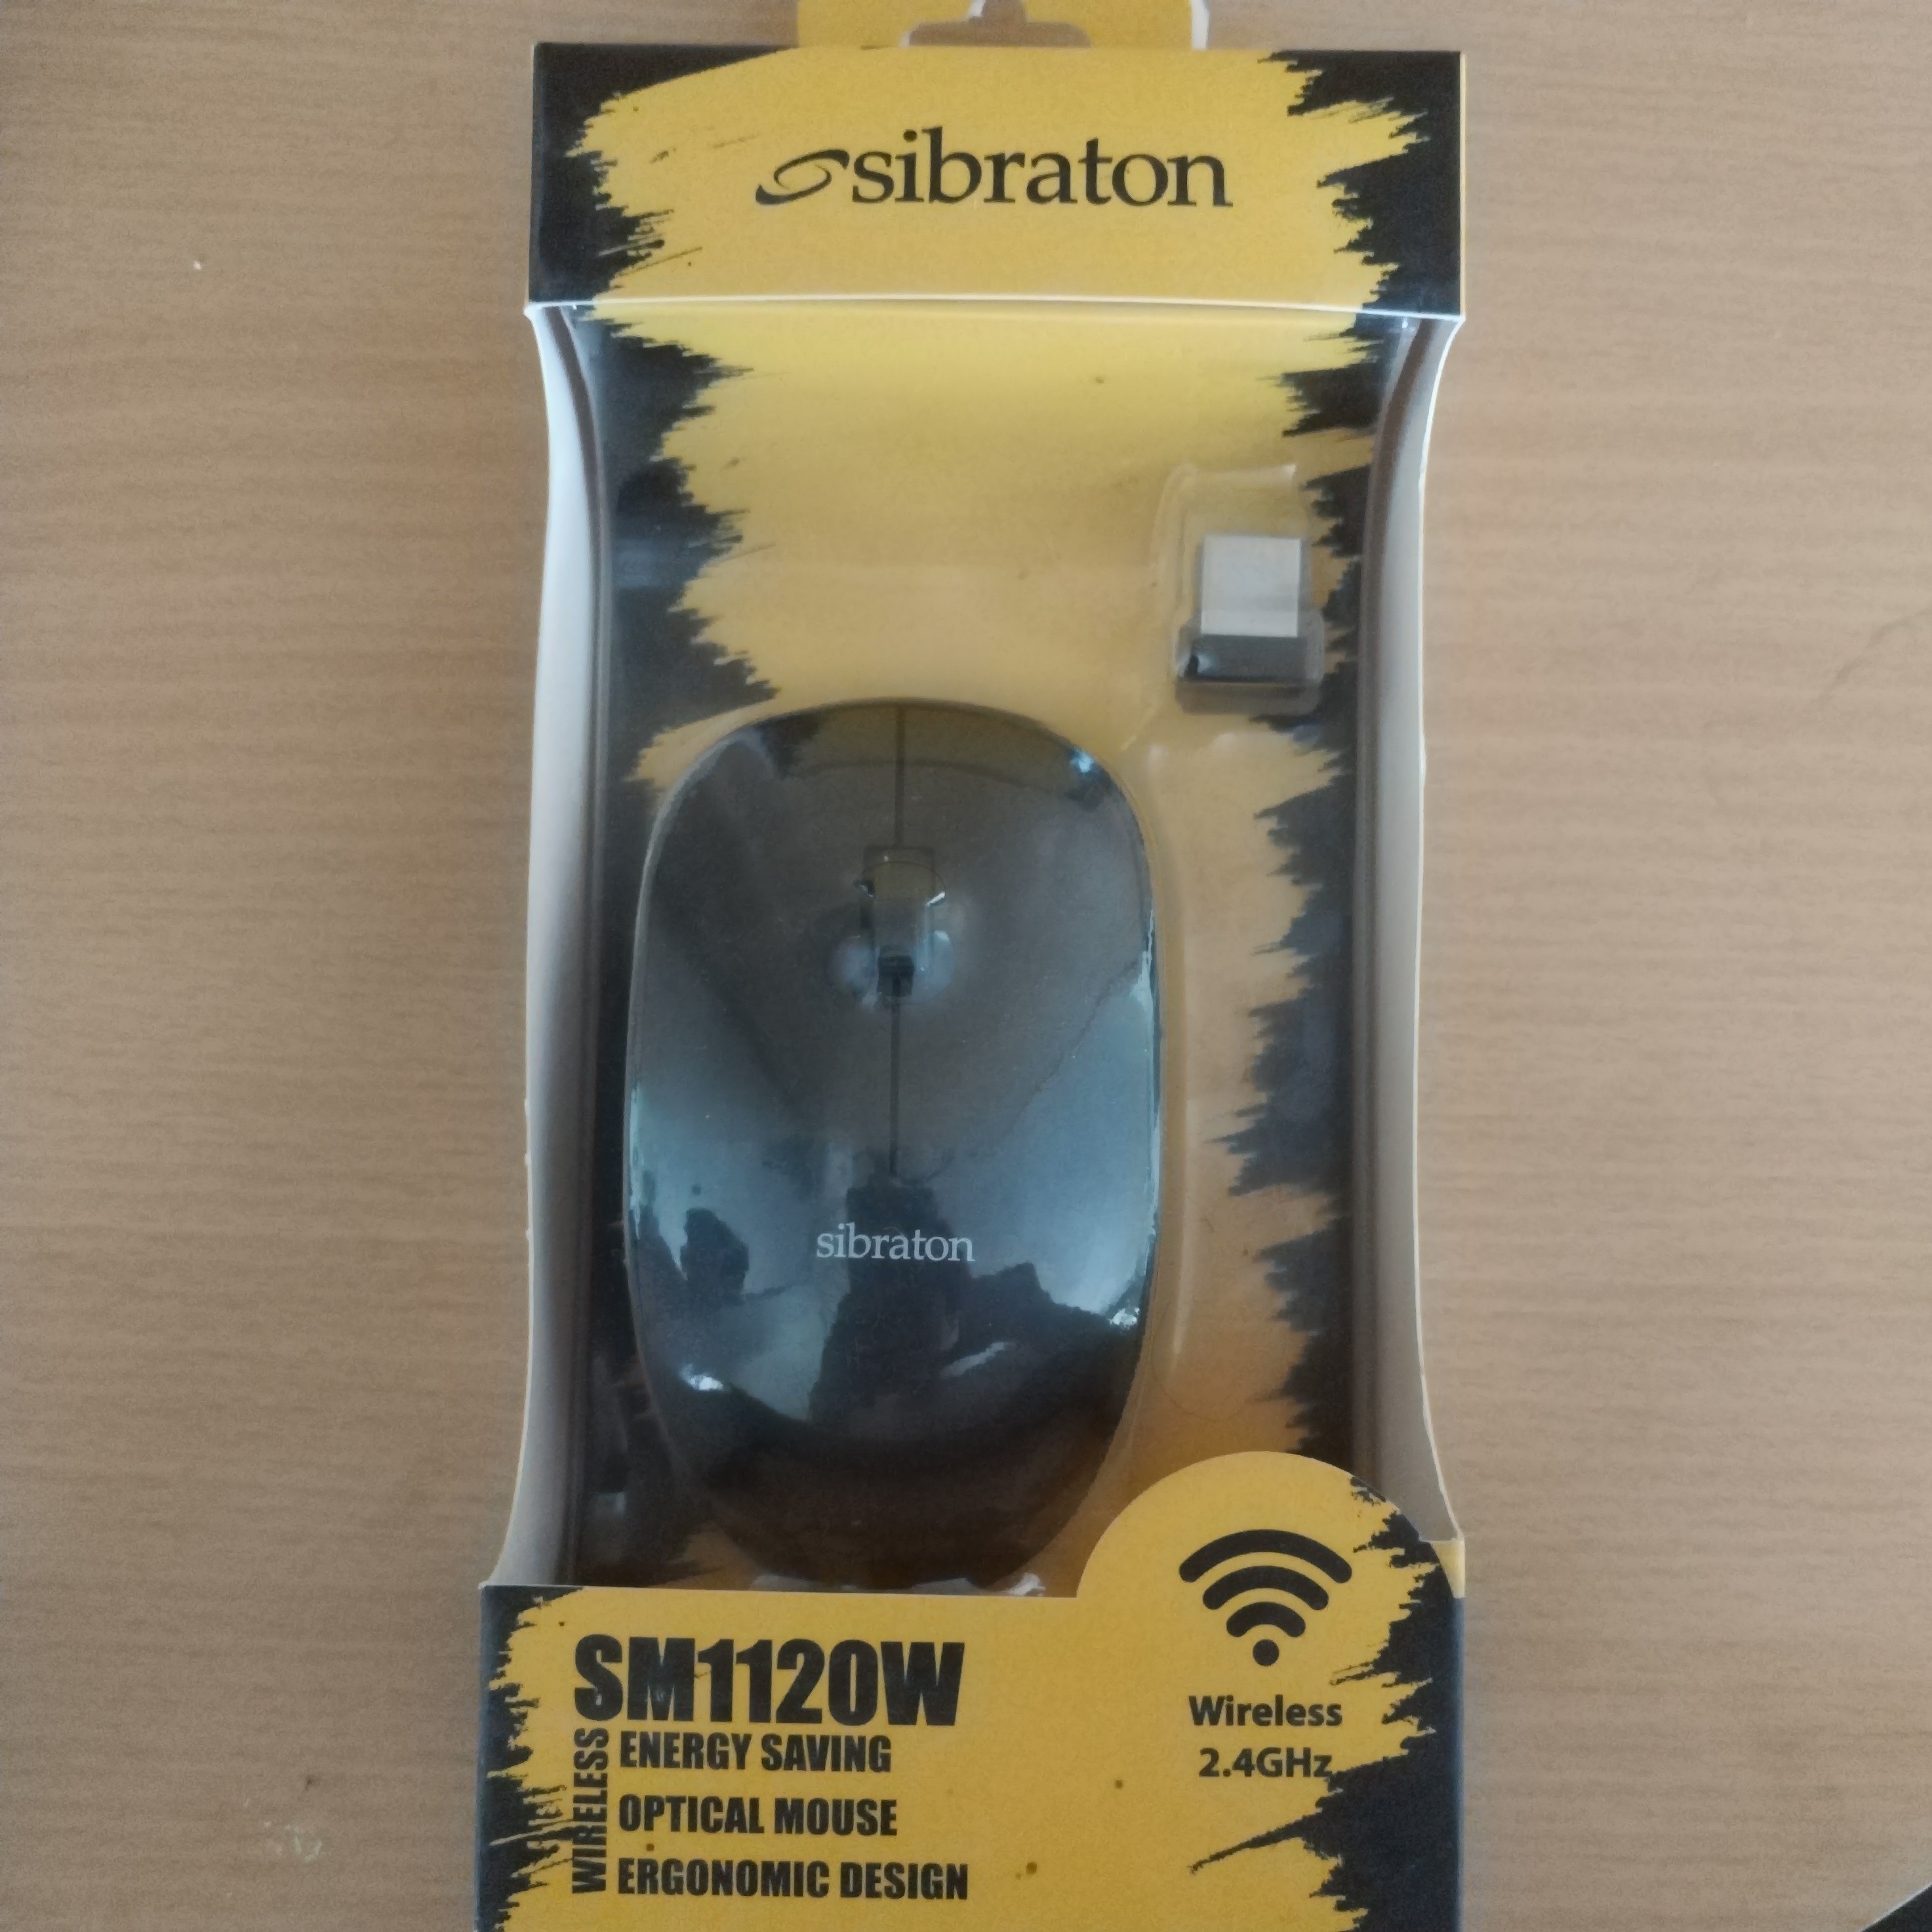 sibraton
sibraton
SM1120W
WIRELESS
ENERGY SAVING
OPTICAL MOUSE
ERGONOMIC DESIGN
Wireless
2.4GHz